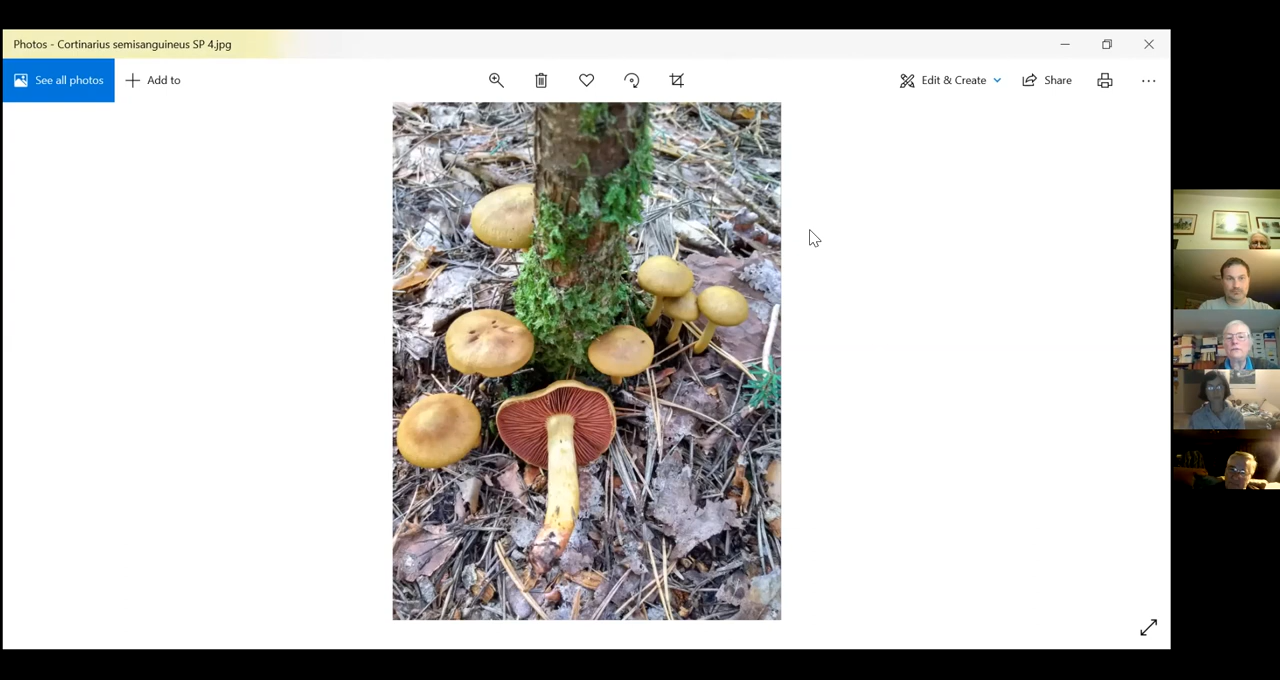 Photos - Cortinarius semisanguineus SP 4.jpg
See all photos
Add to
Edit & Create
Share